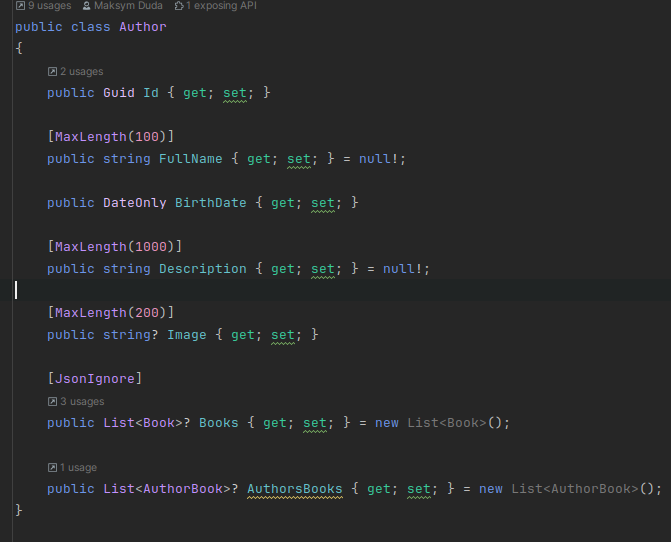 9 usages Maksym Duda 1 exposing API
public class Author
{
2 usages
public Guid Id { get; set; }
[MaxLength(100)]
public string FullName { get; set; } = null!;
public DateOnly BirthDate { get; set; }
[MaxLength(1000)]
public string Description { get; set; } = null!;
[MaxLength(200)]
public string? Image { get; set; }
[JsonIgnore]
3 usages
public List<Book>? Books { get; set; } = new List<Book>();
1 usage
public List<AuthorBook>? AuthorsBooks { get; set; } = new List<AuthorBook>();
}